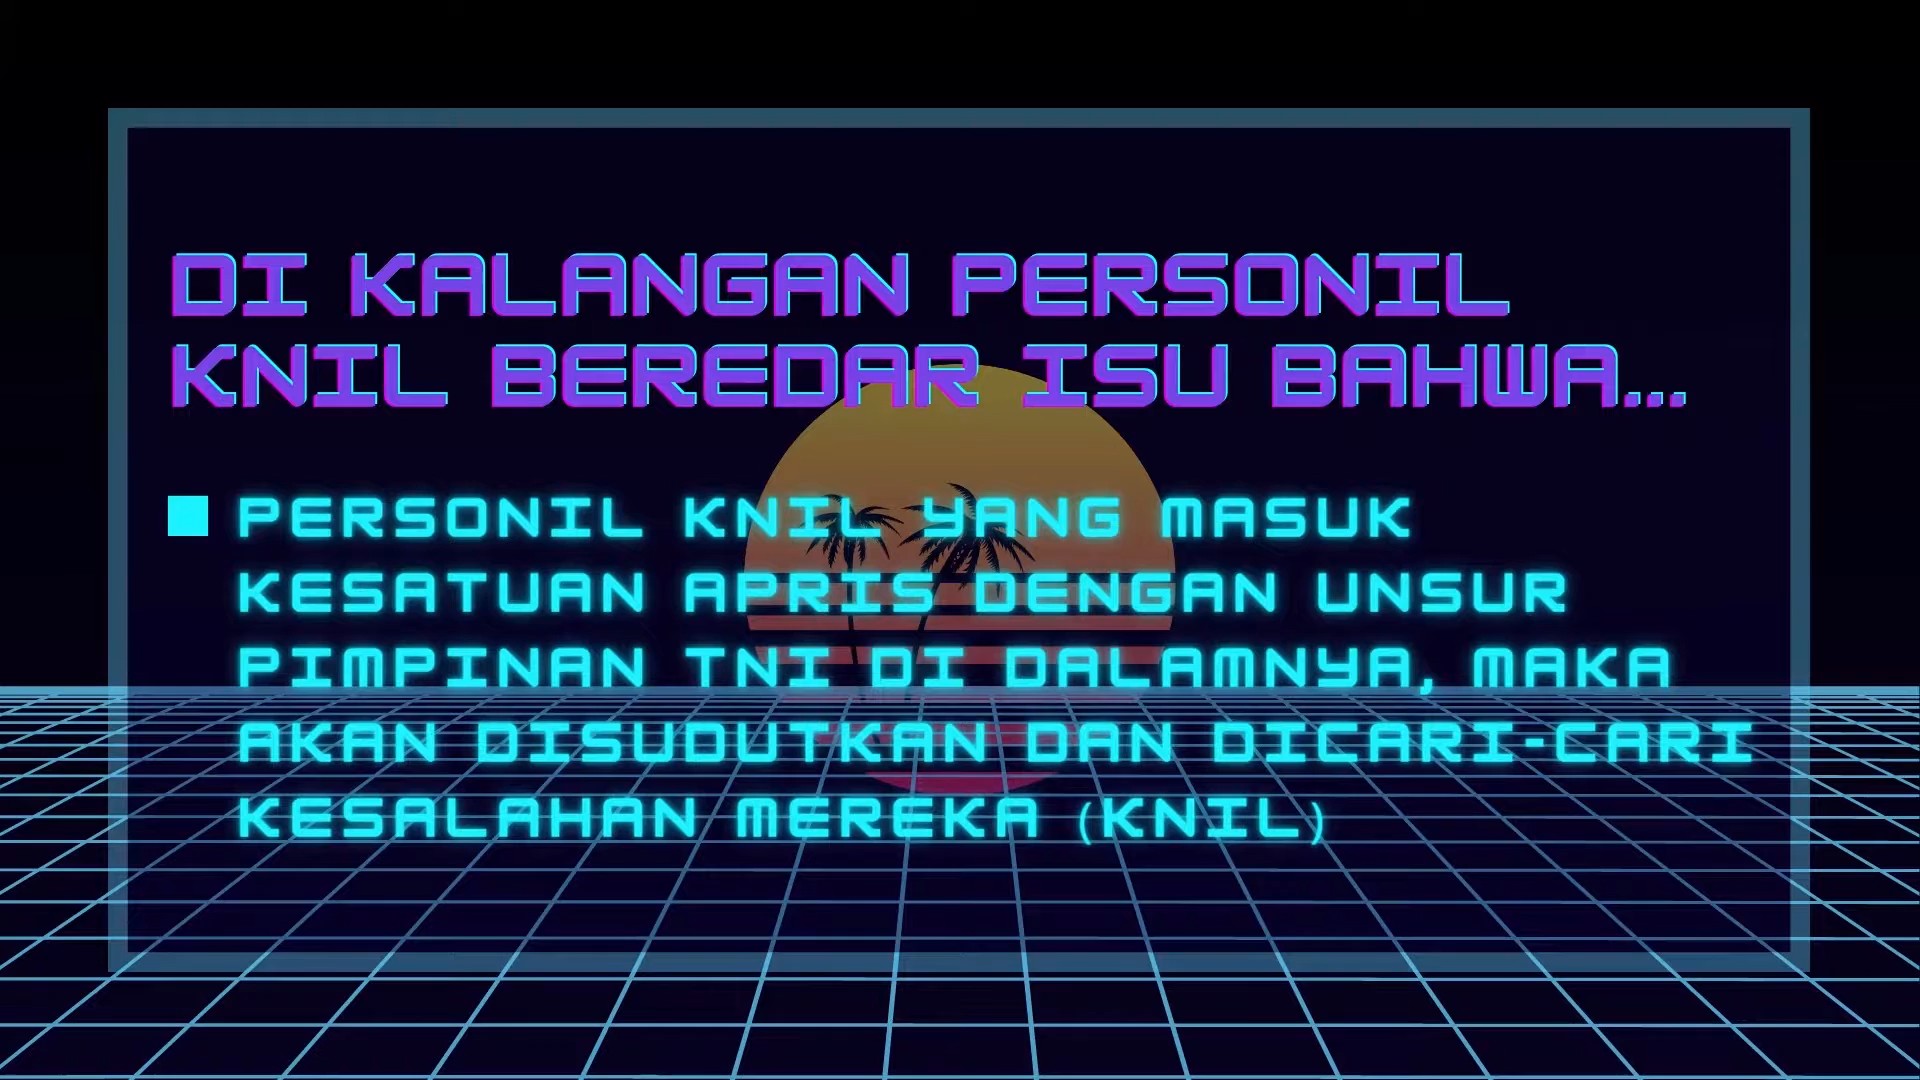 DI KALANGAN PERSONIL
KNIL BEREDAR ISU BAHWA...
PERSONIL KNIL YANG MASUK
KESATUAN APRIS DENGAN UNSUR
PIMPINAN TNI DI DALAMNYA, MAKA
AKAN DISUDUTKAN DAN DICARI-CARI
KESALAHAN MEREKA (KNIL)